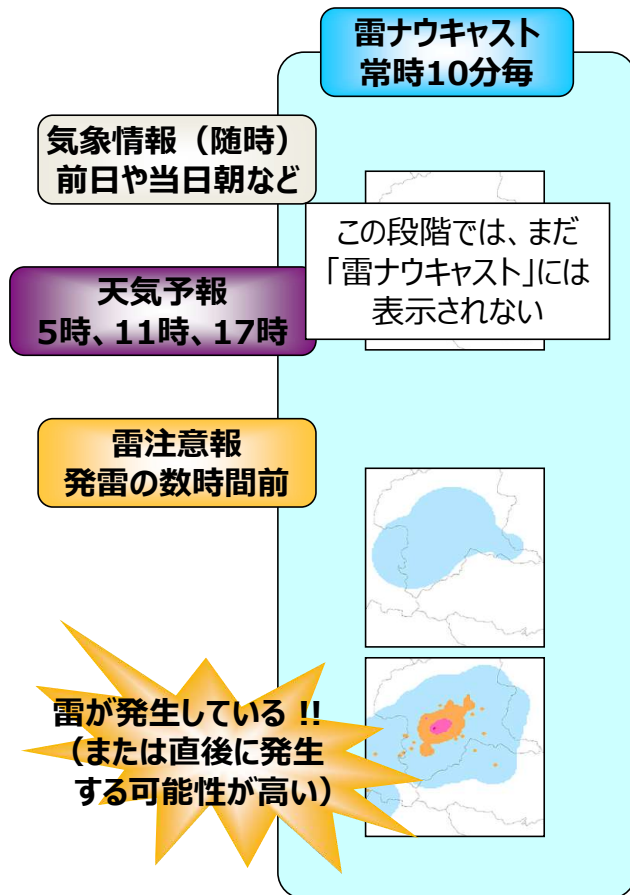 雷ナウキャスト
常時10分毎
気象情報（随時）
前日や当日朝など
この段階では、まだ
「雷ナウキャスト」には
表示されない
天気予報
5時、11時、17時
雷注意報
発雷の数時間前
雷が発生している !!
（または直後に発生
する可能性が高い）